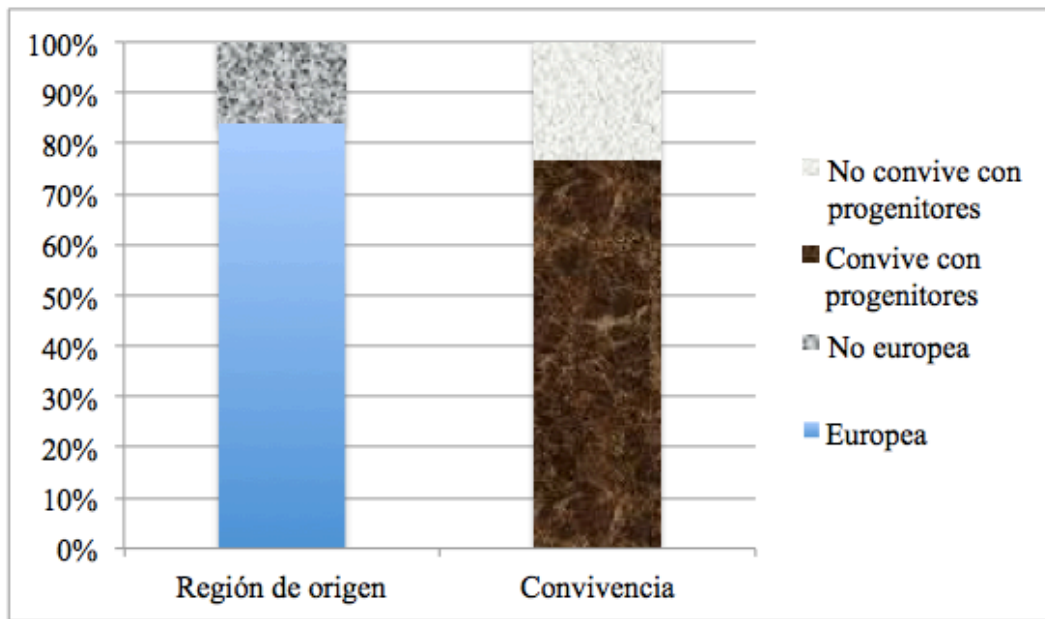 100%
90%
80%
70%
60%
50%
40%
30%
20%
10%
0%
Región de origen
Convivencia
No convive con
progenitores
Convive con
progenitores
No europea
Europea